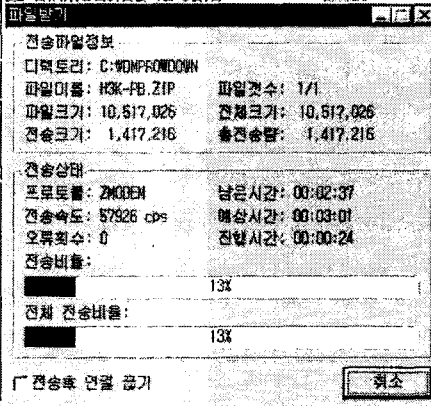 파일받기
전송파일정보
디렉토리: C:\WDMPRO\DOWN
파일이름: H3K-PB.ZIP 파일갯수: 1/1
파일크기: 10,517,026 전체크기: 10,517,026
전송크기: 1,417,216 총전송량: 1,417,216
전송상태
프로토콜: ZMODEM 남은시간: 00:02:37
전송속도: 57926 cps 예상시간: 00:03:01
오류회수: 0 진행시간: 00:00:24
전송비율:
13%
전체 전송비율:
13%
전송후 연결 끊기 취소